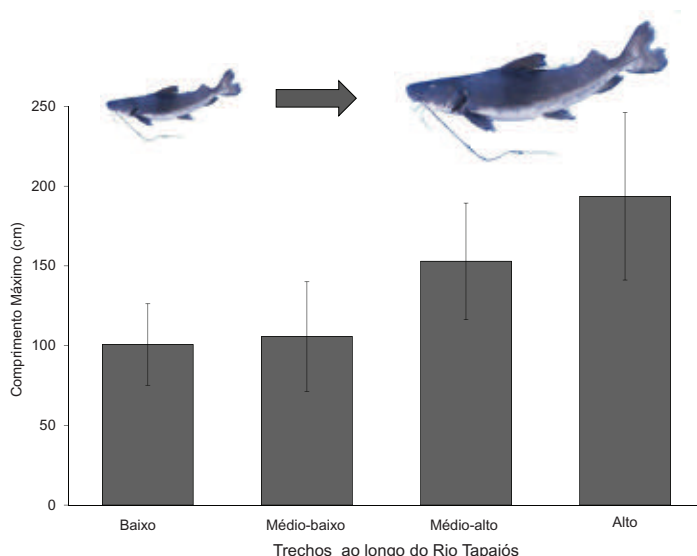 250
200
150
100
50
0
Comprimento Máximo (cm)
Baixo Médio-baixo Médio-alto Alto
Trechos ao longo do Rio Tapajós